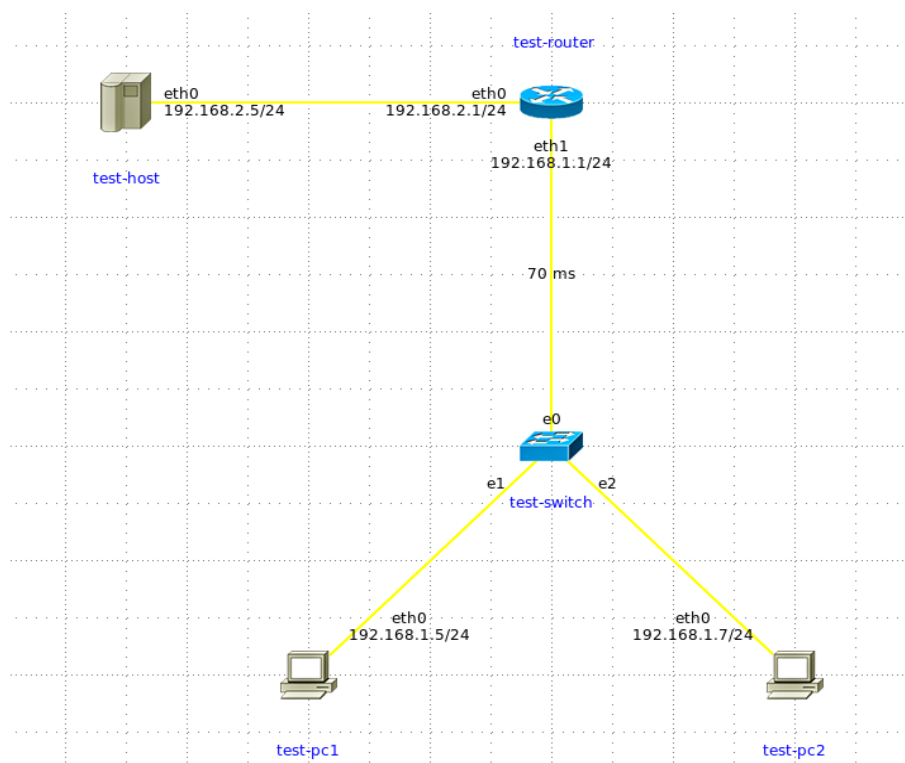 test-router
eth0
192.168.2.5/24
eth0
192.168.2.1/24
eth1
192.168.1.1/24
test-host
70 ms
e0
e1
e2
test-switch
eth0
192.168.1.5/24
eth0
192.168.1.7/24
test-pc1
test-pc2